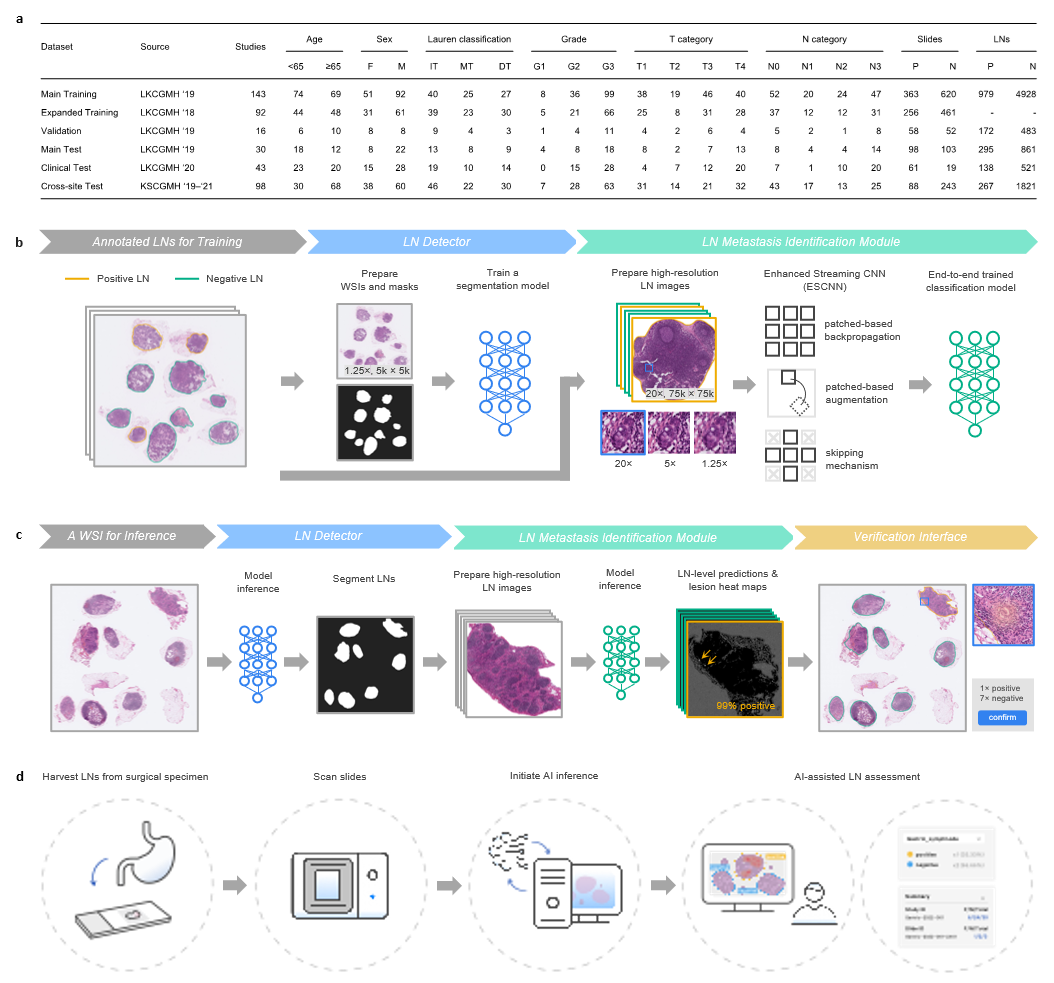 a
Dataset Source Studies Age Sex Lauren classification Grade T category N category Slides LNs
<65 ≥65 F M IT MT DT G1 G2 G3 T1 T2 T3 T4 N0 N1 N2 N3 P N P N
Main Training LKCGMH '19 143 74 69 51 92 40 25 27 8 36 99 38 19 46 40 52 20 24 47 363 620 979 4928
Expanded Training LKCGMH '18 92 44 48 31 61 39 23 30 5 21 66 25 8 31 28 37 12 12 31 256 461 - -
Validation LKCGMH '19 16 6 10 8 8 9 4 3 1 4 11 4 2 6 4 5 2 1 8 58 52 172 483
Main Test LKCGMH '19 30 18 12 8 22 13 8 9 4 8 18 8 2 7 13 8 4 4 14 98 103 295 861
Clinical Test LKCGMH '20 43 23 20 15 28 19 10 14 0 15 28 4 7 12 20 7 1 10 20 61 19 138 521
Cross-site Test KSCGMH '19–'21 98 30 68 38 60 46 22 30 7 28 63 31 14 21 32 43 17 13 25 88 243 267 1821
b
Annotated LNs for Training
LN Detector
LN Metastasis Identification Module
Positive LN
Negative LN
Prepare
WSIs and masks
1.25×, 5k × 5k
Train a
segmentation model
Prepare high-resolution
LN images
20×, 75k × 75k
20× 5× 1.25×
Enhanced Streaming CNN
(ESCNN)
patched-based
backpropagation
patched-based
augmentation
skipping
mechanism
End-to-end trained
classification model
c
A WSI for Inference
LN Detector
LN Metastasis Identification Module
Verification Interface
Model
inference
Segment LNs
Prepare high-resolution
LN images
Model
inference
LN-level predictions &
lesion heat maps
99% positive
1× positive
7× negative
confirm
d
Harvest LNs from surgical specimen
Scan slides
Initiate AI inference
AI-assisted LN assessment
positive
negative
Summary
Study ID
Slide ID